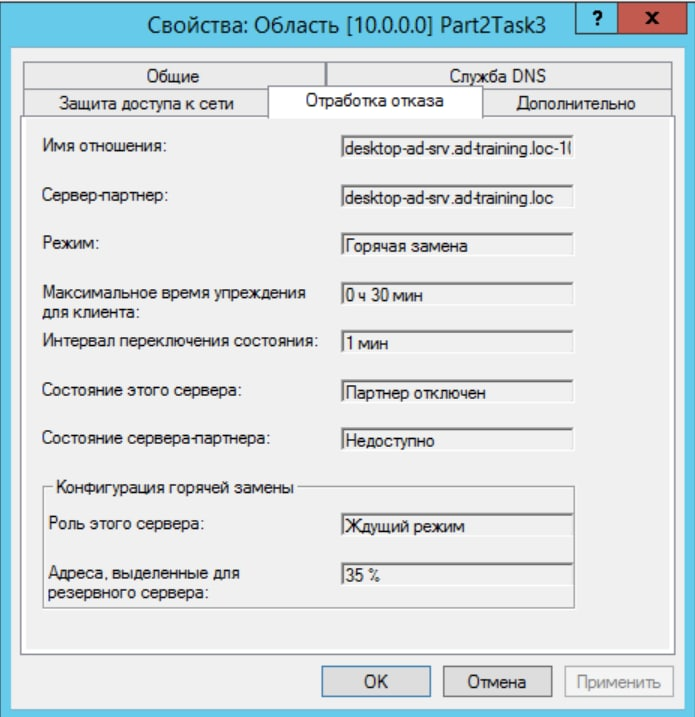 Свойства: Область [10.0.0.0] Part2Task3 ? x
Общие Служба DNS
Защита доступа к сети Отработка отказа Дополнительно
Имя отношения: desktop-ad-srv.ad-training.loc-1(
Сервер-партнер: desktop-ad-srv.ad-training.loc
Режим: Горячая замена
Максимальное время упреждения
для клиента: 0 ч 30 мин
Интервал переключения состояния: 1 мин
Состояние этого сервера: Партнер отключен
Состояние сервера-партнера: Недоступно
Конфигурация горячей замены
Роль этого сервера: Ждущий режим
Адреса, выделенные для
резервного сервера: 35 %
OK Отмена Применить